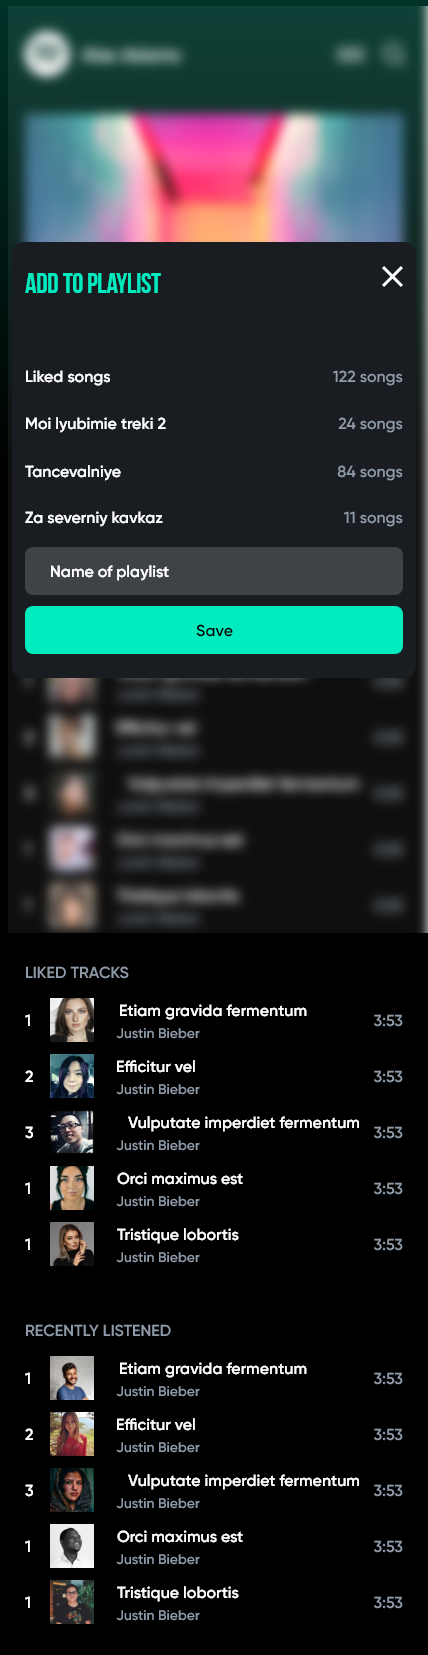 ADD TO PLAYLIST
Liked songs 122 songs
Moi lyubimie treki 2 24 songs
Tancevalniye 84 songs
Za severniy kavkaz 11 songs
Name of playlist
Save
LIKED TRACKS
1 Etiam gravida fermentum 3:53
Justin Bieber
2 Efficitur vel 3:53
Justin Bieber
3 Vulputate imperdiet fermentum 3:53
Justin Bieber
1 Orci maximus est 3:53
Justin Bieber
1 Tristique lobortis 3:53
Justin Bieber
RECENTLY LISTENED
1 Etiam gravida fermentum 3:53
Justin Bieber
2 Efficitur vel 3:53
Justin Bieber
3 Vulputate imperdiet fermentum 3:53
Justin Bieber
1 Orci maximus est 3:53
Justin Bieber
1 Tristique lobortis 3:53
Justin Bieber